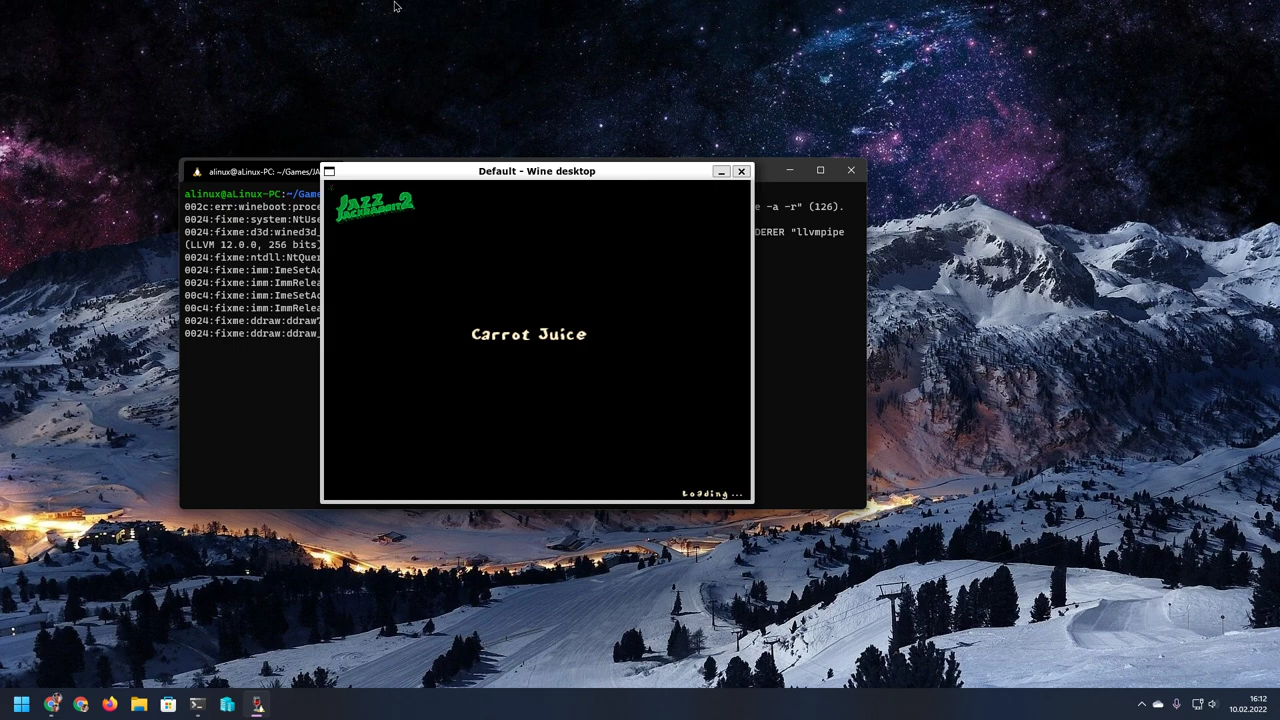 alinux@aLinux-PC: ~/Games/JA
Default - Wine desktop
alinux@aLinux-PC:~/Game
002c:err:wineboot:proce
e -a -r" (126).
0024:fixme:system:NtUse
0024:fixme:d3d:wined3d_
DERER "llvmpipe
(LLVM 12.0.0, 256 bits)
0024:fixme:ntdll:NtQuer
0024:fixme:imm:ImeSetAc
0024:fixme:imm:ImmRelea
00c4:fixme:imm:ImeSetAc
00c4:fixme:imm:ImmRelea
0024:fixme:ddraw:ddraw7
0024:fixme:ddraw:ddraw_
JAZZ
JACKRABBIT 2
Carrot Juice
Loading...
16:12
10.02.2022